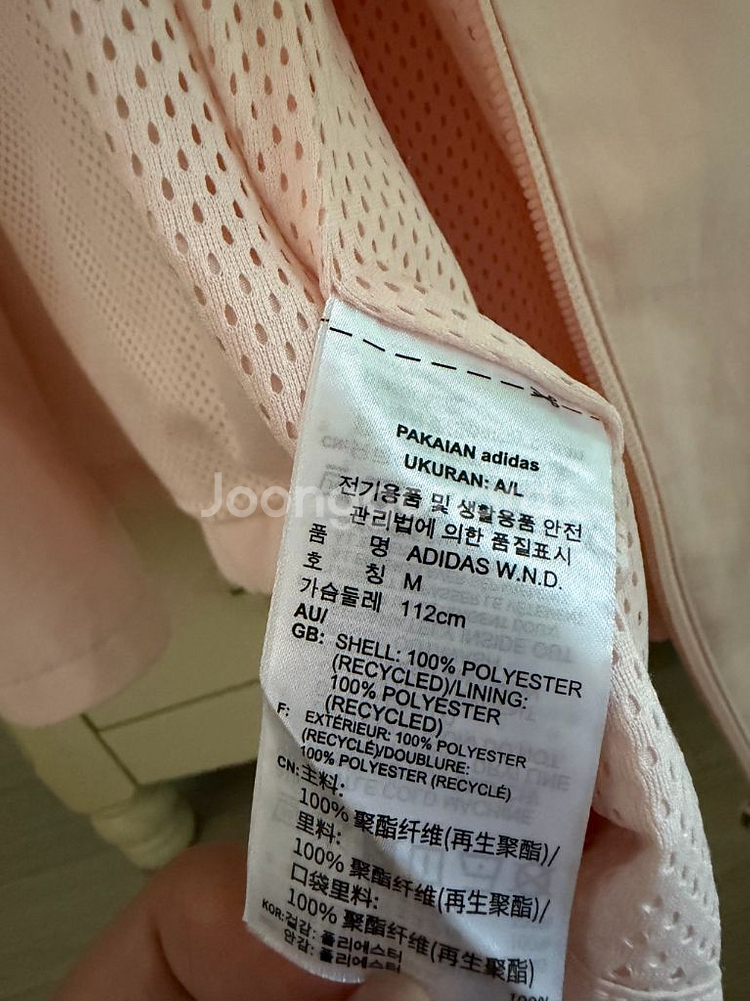 PAKAIAN adidas
UKURAN: A/L
전기용품 및 생활용품 안전
관리법에 의한 품질표시
품 명 ADIDAS W.N.D.
호 칭 M
가슴둘레 112cm
AU/
GB: SHELL: 100% POLYESTER
(RECYCLED)/LINING:
100% POLYESTER
(RECYCLED)
F: EXTÉRIEUR: 100% POLYESTER
(RECYCLÉ)/DOUBLURE:
100% POLYESTER (RECYCLÉ)
CN: 主料:
100% 聚酯纤维(再生聚酯)/
里料:
100% 聚酯纤维(再生聚酯)/
口袋里料:
100% 聚酯纤维(再生聚酯)
KOR: 겉감: 폴리에스터
안감: 폴리에스터
100%